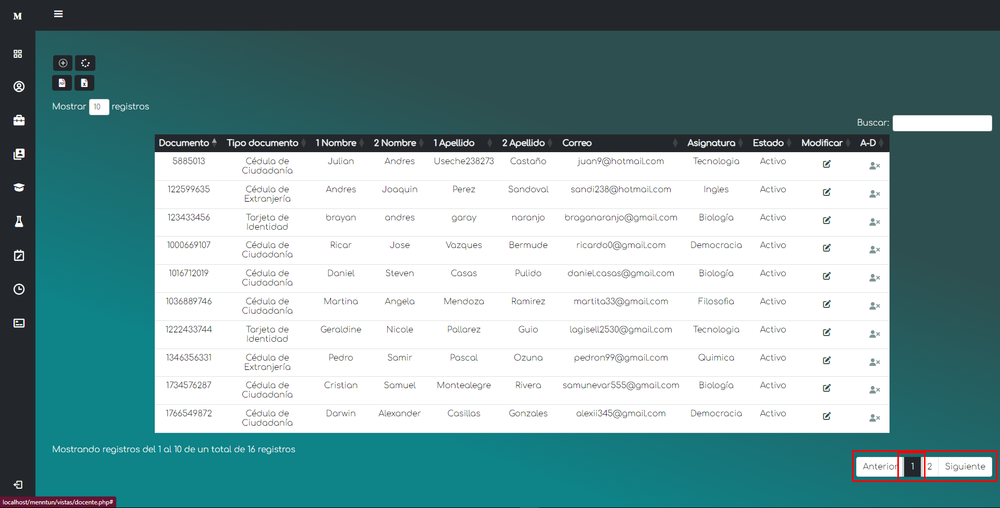 M
PDF
X
Mostrar 10 registros
Buscar:
Documento Tipo documento 1 Nombre 2 Nombre 1 Apellido 2 Apellido Correo Asignatura Estado Modificar A-D
5885013 Cédula de Ciudadanía Julian Andres Useche238273 Castaño juan9@hotmail.com Tecnologia Activo
122599635 Cédula de Extranjería Andres Joaquin Perez Sandoval sandi238@hotmail.com Ingles Activo
123433456 Tarjeta de Identidad brayan andres garay naranjo braganaranjo@gmail.com Biología Activo
1000669107 Cédula de Ciudadanía Ricar Jose Vazques Bermude ricardo0@gmail.com Democracia Activo
1016712019 Cédula de Ciudadanía Daniel Steven Casas Pulido daniel.casas@gmail.com Biología Activo
1036889746 Cédula de Ciudadanía Martina Angela Mendoza Ramirez martita33@gmail.com Filosofia Activo
1222433744 Tarjeta de Identidad Geraldine Nicole Pallarez Guio lagisell2530@gmail.com Tecnologia Activo
1346356331 Cédula de Extranjería Pedro Samir Pascal Ozuna pedron99@gmail.com Quimica Activo
1734576287 Cédula de Ciudadanía Cristian Samuel Montealegre Rivera samunevar555@gmail.com Biología Activo
1766549872 Cédula de Ciudadanía Darwin Alexander Casillas Gonzales alexii345@gmail.com Democracia Activo
Mostrando registros del 1 al 10 de un total de 16 registros
Anterior 1 2 Siguiente
localhost/menntun/vistas/docente.php#